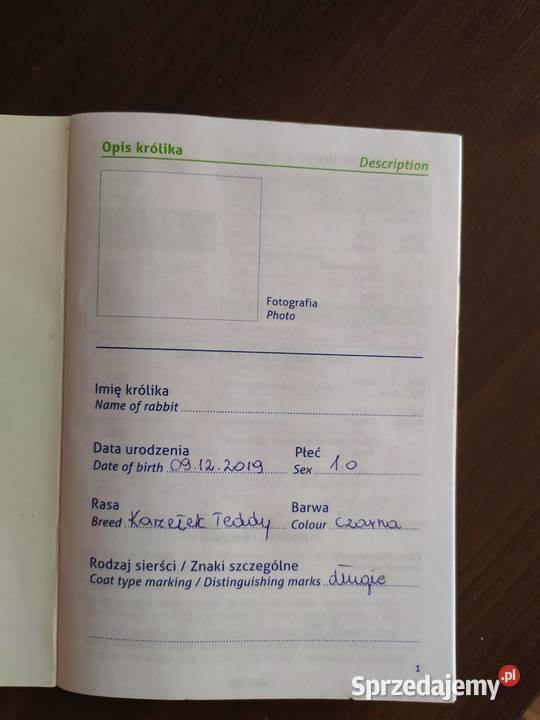 Opis królika
Description
Fotografia
Photo
Imię królika
Name of rabbit
Data urodzenia Płeć
Date of birth 09.12.2019 Sex 1.0
Rasa Barwa
Breed Karzełek Teddy Colour czarna
Rodzaj sierści / Znaki szczególne
Coat type marking / Distinguishing marks długie
1
Sprzedajemy.pl